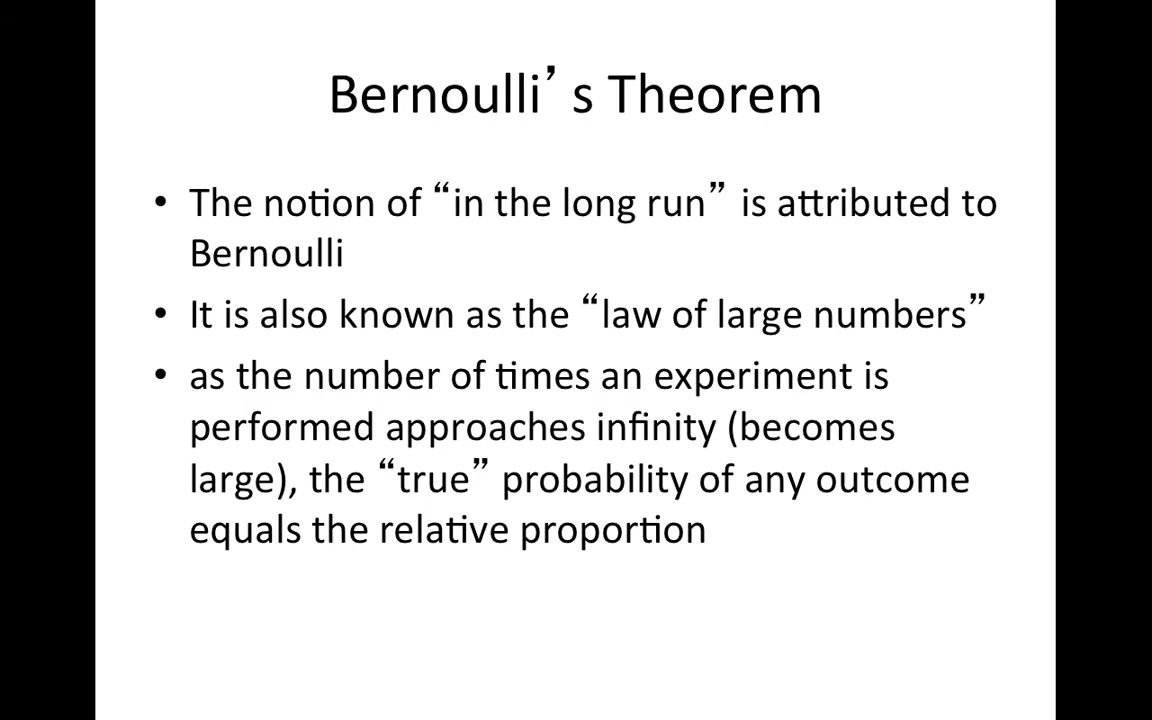 Bernoulli’s Theorem
• The notion of “in the long run” is attributed to
Bernoulli
• It is also known as the “law of large numbers”
• as the number of times an experiment is
performed approaches infinity (becomes
large), the “true” probability of any outcome
equals the relative proportion